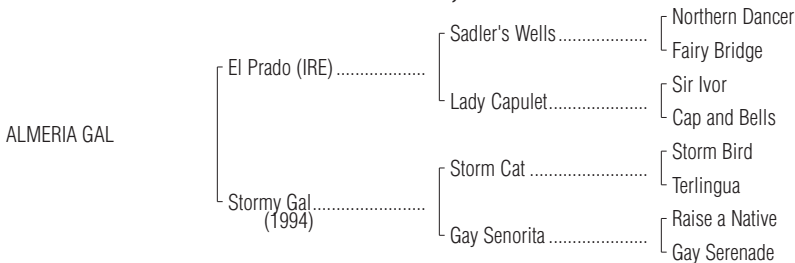 Northern Dancer
Sadler's Wells....................
Fairy Bridge
El Prado (IRE)...................
Sir Ivor
Lady Capulet......................
Cap and Bells
ALMERIA GAL
Storm Bird
Storm Cat ..........................
Terlingua
Stormy Gal........................
(1994)
Raise a Native
Gay Senorita ......................
Gay Serenade